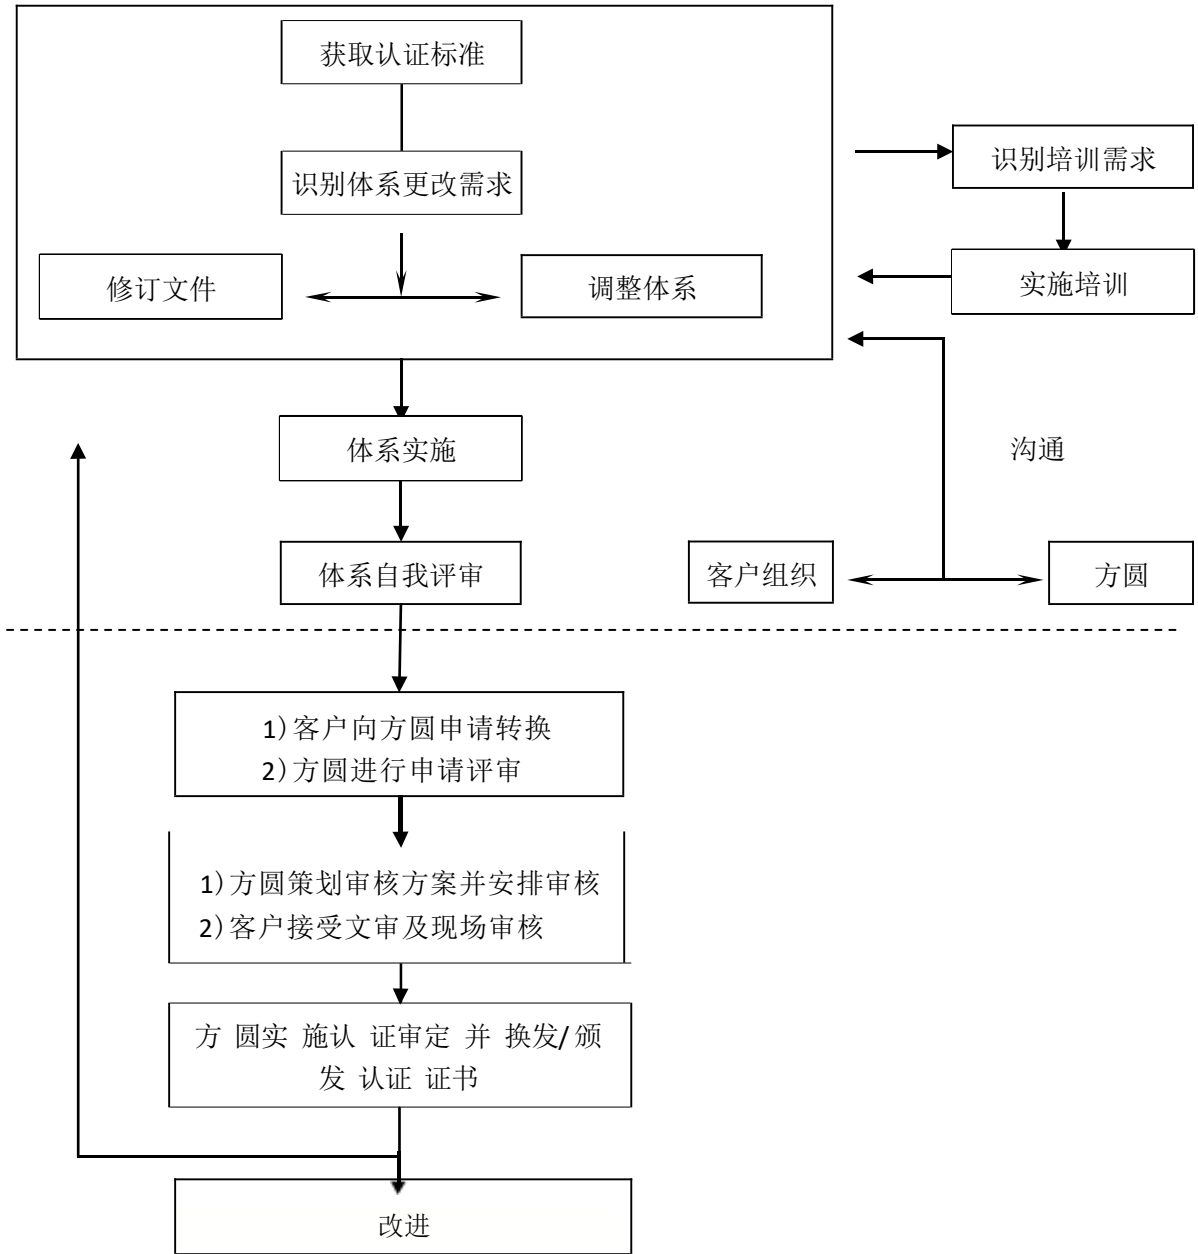 获取认证标准
识别体系更改需求
识别培训需求
修订文件
调整体系
实施培训
体系实施
沟通
体系自我评审
客户组织
方圆
1)客户向方圆申请转换
2)方圆进行申请评审
1)方圆策划审核方案并安排审核
2)客户接受文审及现场审核
方 圆实 施认 证审定 并 换发/颁
发 认证 证书
改进